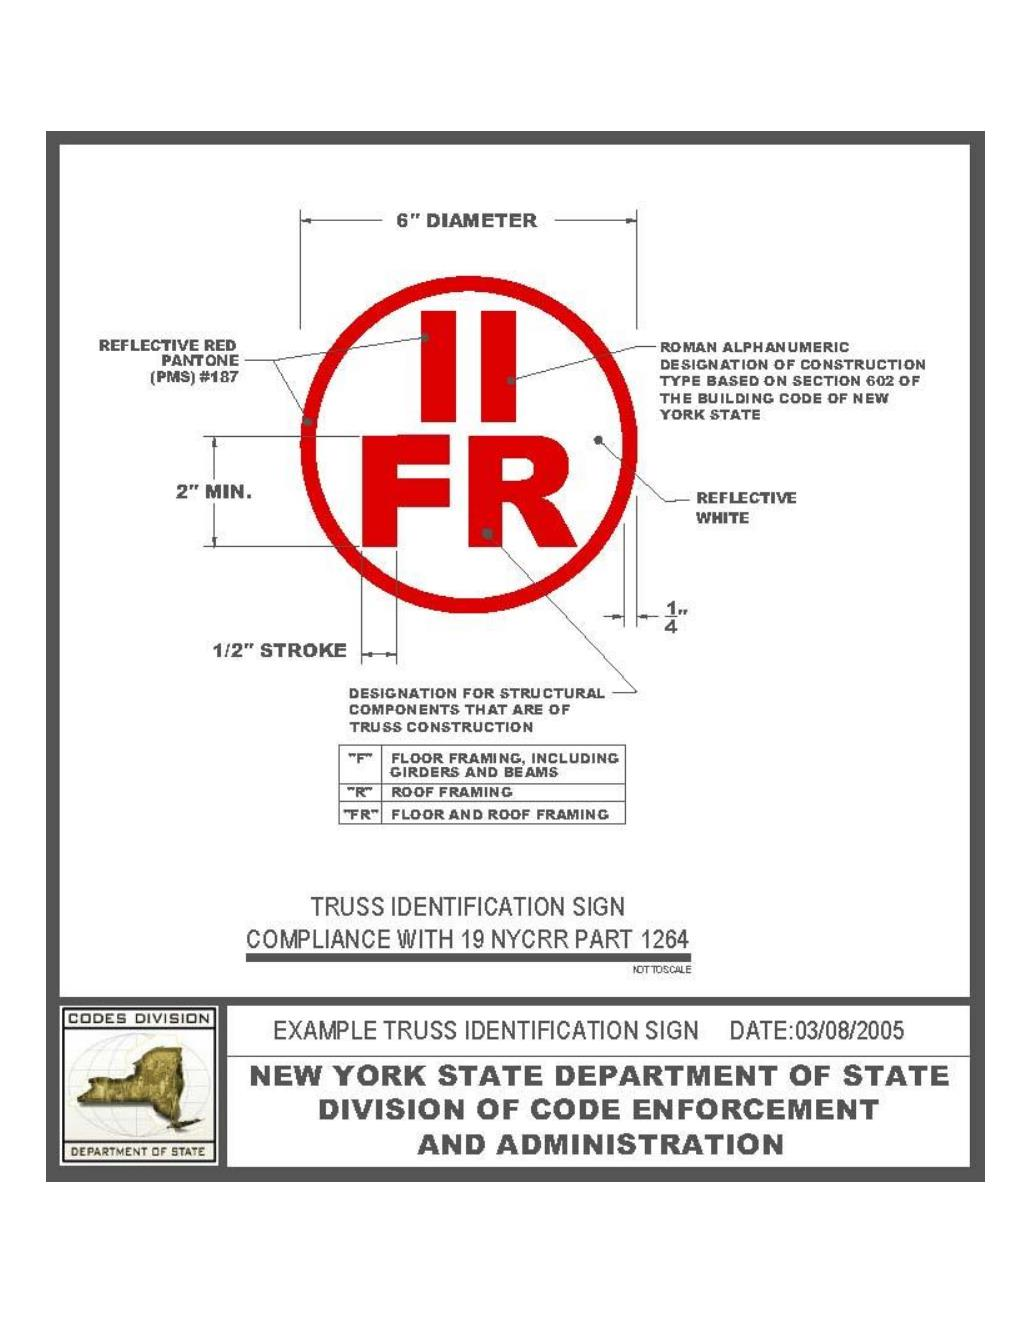 6" DIAMETER
II
FR
REFLECTIVE RED
PANTONE
(PMS) #187
ROMAN ALPHANUMERIC
DESIGNATION OF CONSTRUCTION
TYPE BASED ON SECTION 602 OF
THE BUILDING CODE OF NEW
YORK STATE
2" MIN.
REFLECTIVE
WHITE
1/4"
1/2" STROKE
DESIGNATION FOR STRUCTURAL
COMPONENTS THAT ARE OF
TRUSS CONSTRUCTION
"F" FLOOR FRAMING, INCLUDING
GIRDERS AND BEAMS
"R" ROOF FRAMING
"FR" FLOOR AND ROOF FRAMING
TRUSS IDENTIFICATION SIGN
COMPLIANCE WITH 19 NYCRR PART 1264
NOT TO SCALE
CODES DIVISION
DEPARTMENT OF STATE
EXAMPLE TRUSS IDENTIFICATION SIGN DATE:03/08/2005
NEW YORK STATE DEPARTMENT OF STATE
DIVISION OF CODE ENFORCEMENT
AND ADMINISTRATION